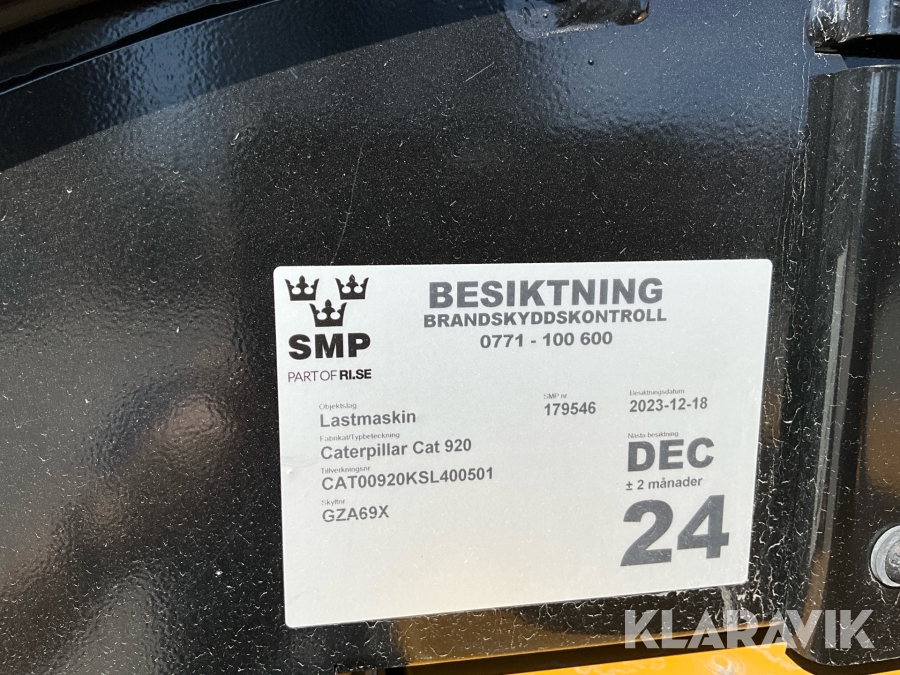 BESIKTNING
BRANDSKYDDSKONTROLL
0771 - 100 600
SMP
PART OF RI.SE
Objektslag
Lastmaskin
Fabrikat/Typbeteckning
Caterpillar Cat 920
Tillverkningsnr
CAT00920KSL400501
Skyltnr
GZA69X
SMP nr
179546
Besiktningsdatum
2023-12-18
Nästa besiktning
DEC
± 2 månader
24
KLARAVIK